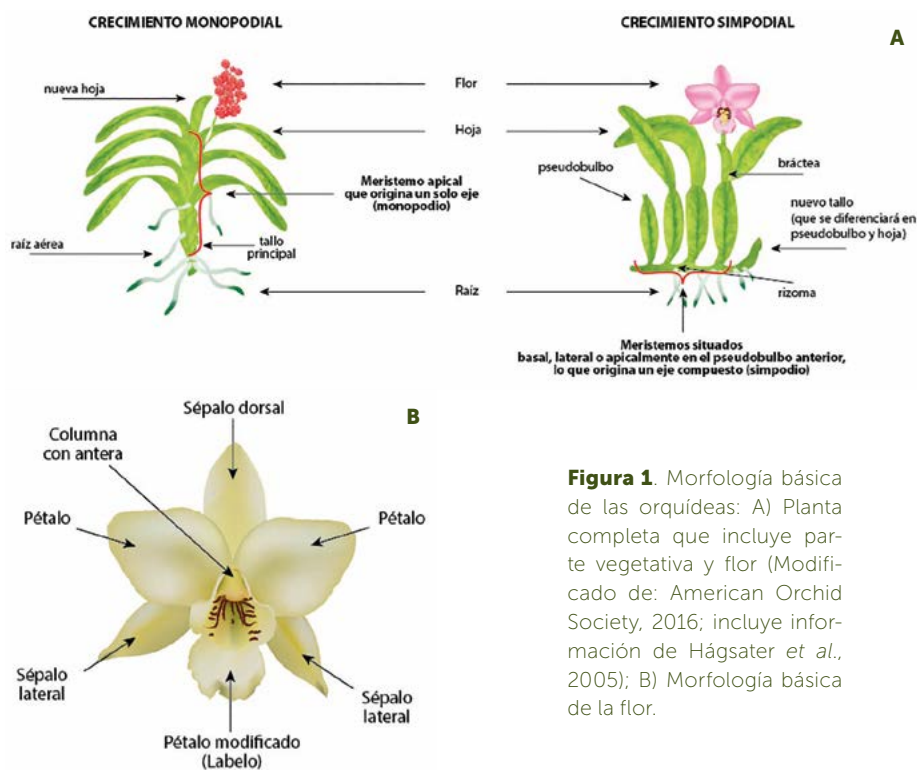 CRECIMIENTO MONOPODIAL
CRECIMIENTO SIMPODIAL
A
nueva hoja
Flor
Hoja
pseudobulbo
bráctea
Meristemo apical
que origina un solo eje
(monopodio)
nuevo tallo
(que se diferenciará en
pseudobulbo y hoja)
raíz aérea
tallo
principal
Raíz
rizoma
Meristemos situados
basal, lateral o apicalmente en el pseudobulbo anterior,
lo que origina un eje compuesto (simpodio)
B
Sépalo dorsal
Columna
con antera
Pétalo
Pétalo
Sépalo
lateral
Sépalo
lateral
Pétalo modificado
(Labelo)
Figura 1. Morfología básica
de las orquídeas: A) Planta
completa que incluye par-
te vegetativa y flor (Modifi-
cado de: American Orchid
Society, 2016; incluye infor-
mación de Hágsater et al.,
2005); B) Morfología básica
de la flor.